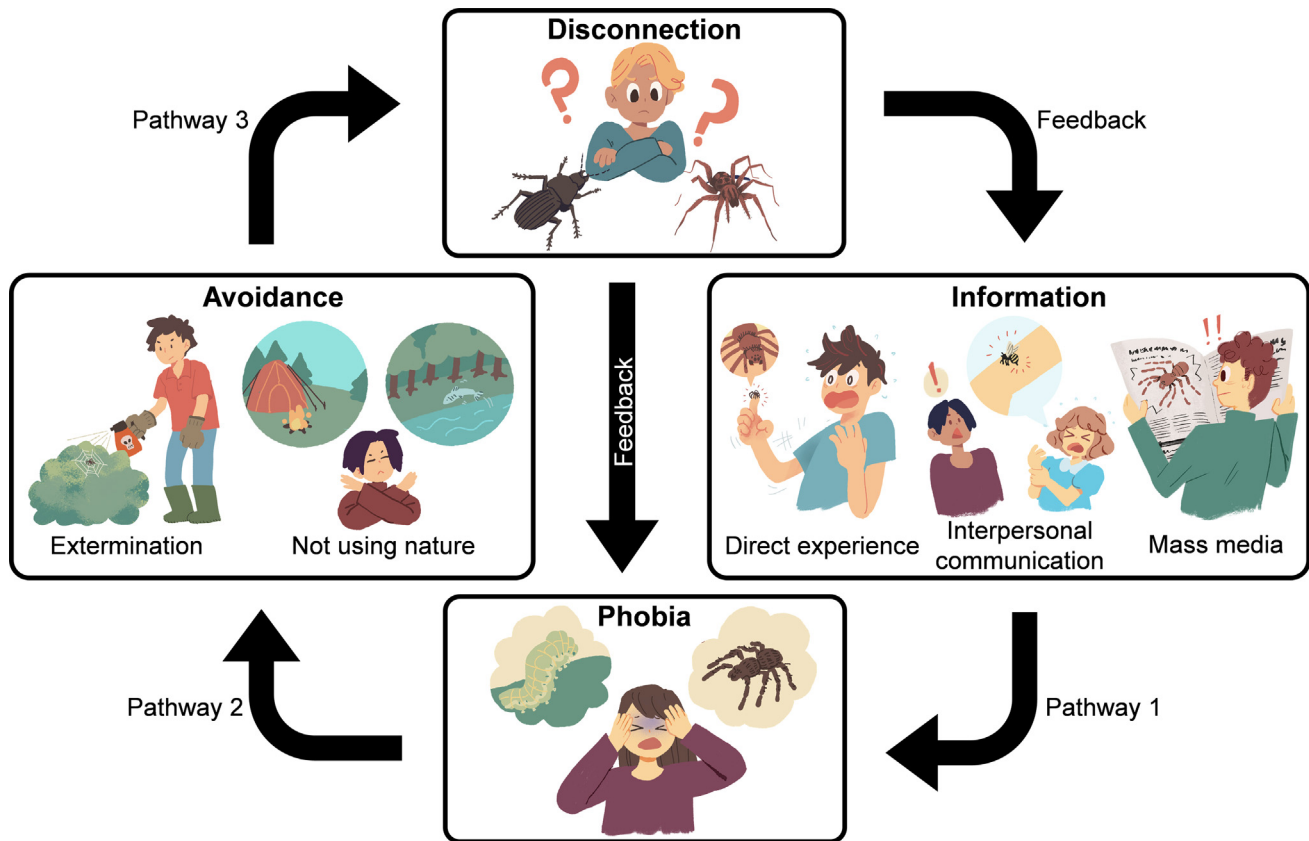 Disconnection
Pathway 3
Feedback
Avoidance
Extermination
Not using nature
Feedback
Information
Direct experience
Interpersonal
communication
Mass media
Phobia
Pathway 2
Pathway 1